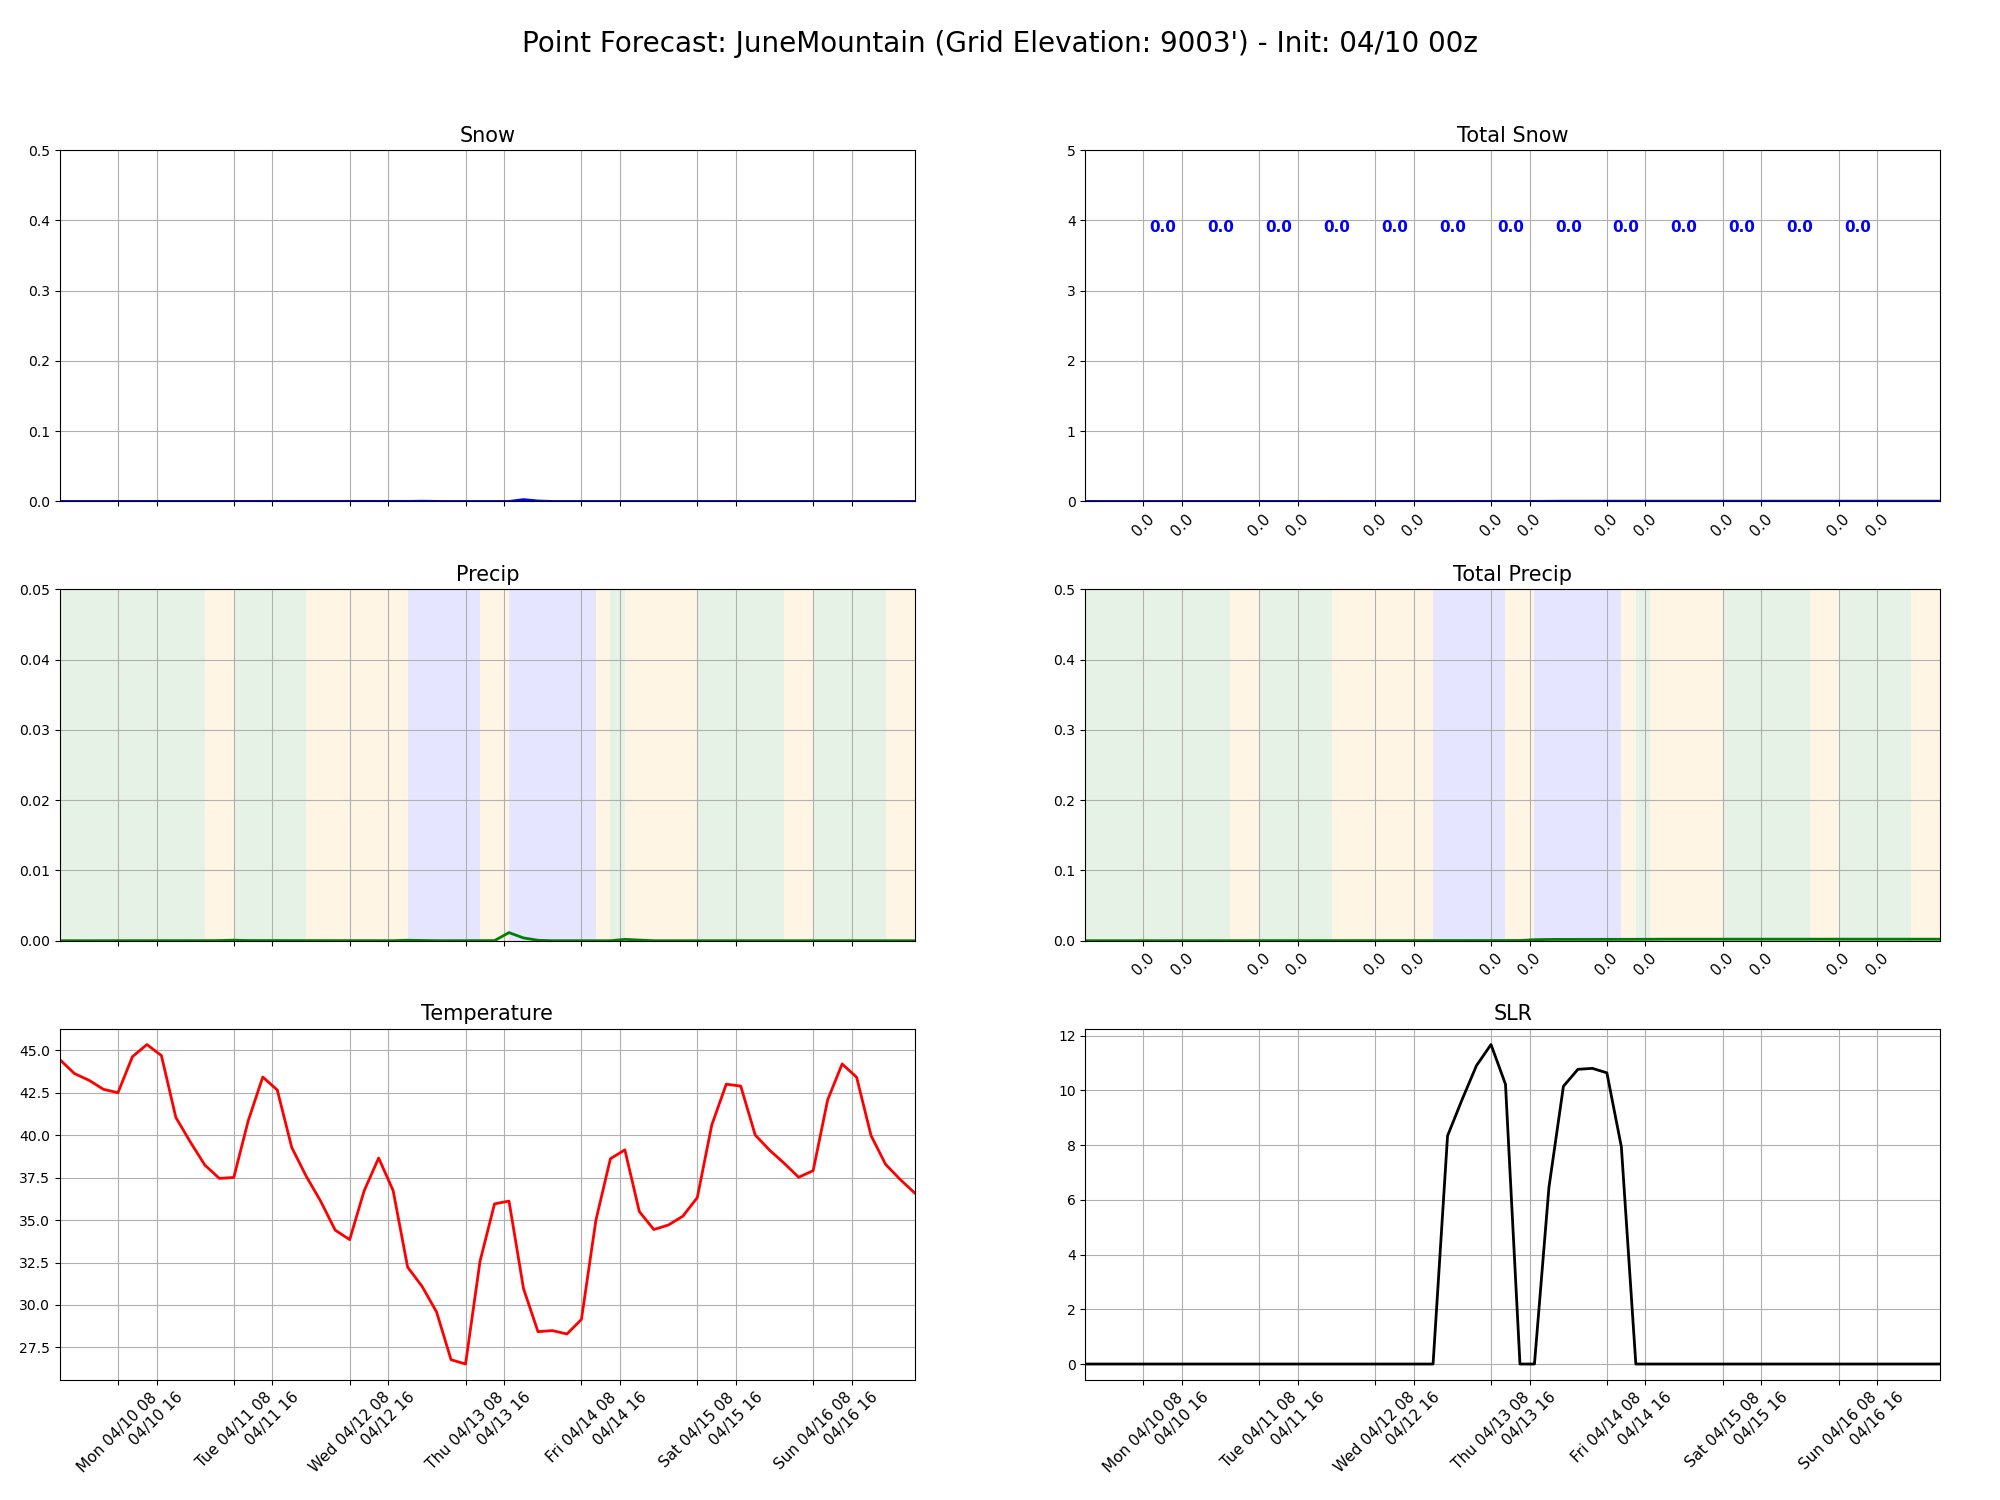 Point Forecast: JuneMountain (Grid Elevation: 9003') - Init: 04/10 00z
Snow
0.5
0.4
0.3
0.2
0.1
0.0
Total Snow
5
4
3
2
1
0
0.0 0.0 0.0 0.0 0.0 0.0 0.0 0.0 0.0 0.0 0.0 0.0 0.0
0.0 0.0 0.0 0.0 0.0 0.0 0.0 0.0 0.0 0.0 0.0 0.0 0.0 0.0
Precip
0.05
0.04
0.03
0.02
0.01
0.00
Total Precip
0.5
0.4
0.3
0.2
0.1
0.0
0.0 0.0 0.0 0.0 0.0 0.0 0.0 0.0 0.0 0.0 0.0 0.0 0.0 0.0
Temperature
45.0
42.5
40.0
37.5
35.0
32.5
30.0
27.5
Mon 04/10 08
04/10 16
Tue 04/11 08
04/11 16
Wed 04/12 08
04/12 16
Thu 04/13 08
04/13 16
Fri 04/14 08
04/14 16
Sat 04/15 08
04/15 16
Sun 04/16 08
04/16 16
SLR
12
10
8
6
4
2
0
Mon 04/10 08
04/10 16
Tue 04/11 08
04/11 16
Wed 04/12 08
04/12 16
Thu 04/13 08
04/13 16
Fri 04/14 08
04/14 16
Sat 04/15 08
04/15 16
Sun 04/16 08
04/16 16